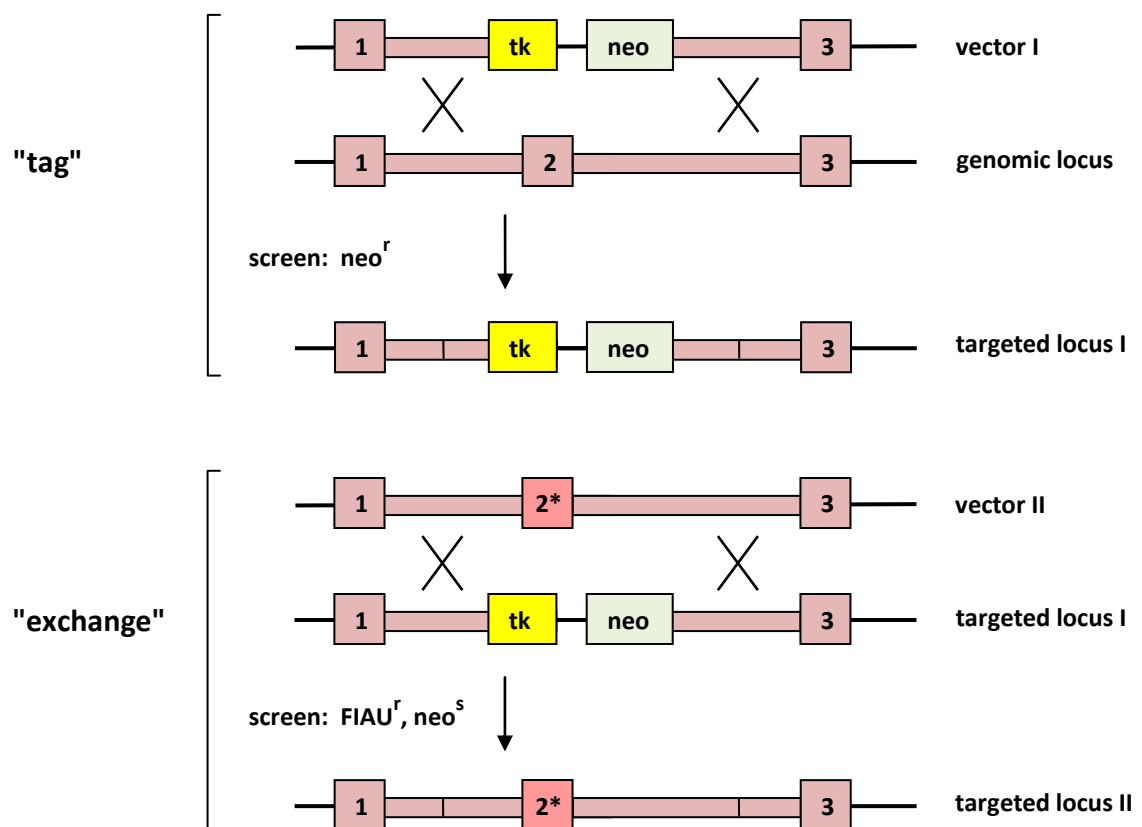 1 tk neo 3 vector I
1 2 3 genomic locus
"tag"
screen: neo^r
1 tk neo 3 targeted locus I
1 2* 3 vector II
1 tk neo 3 targeted locus I
"exchange"
screen: FIAU^r, neo^s
1 2* 3 targeted locus II